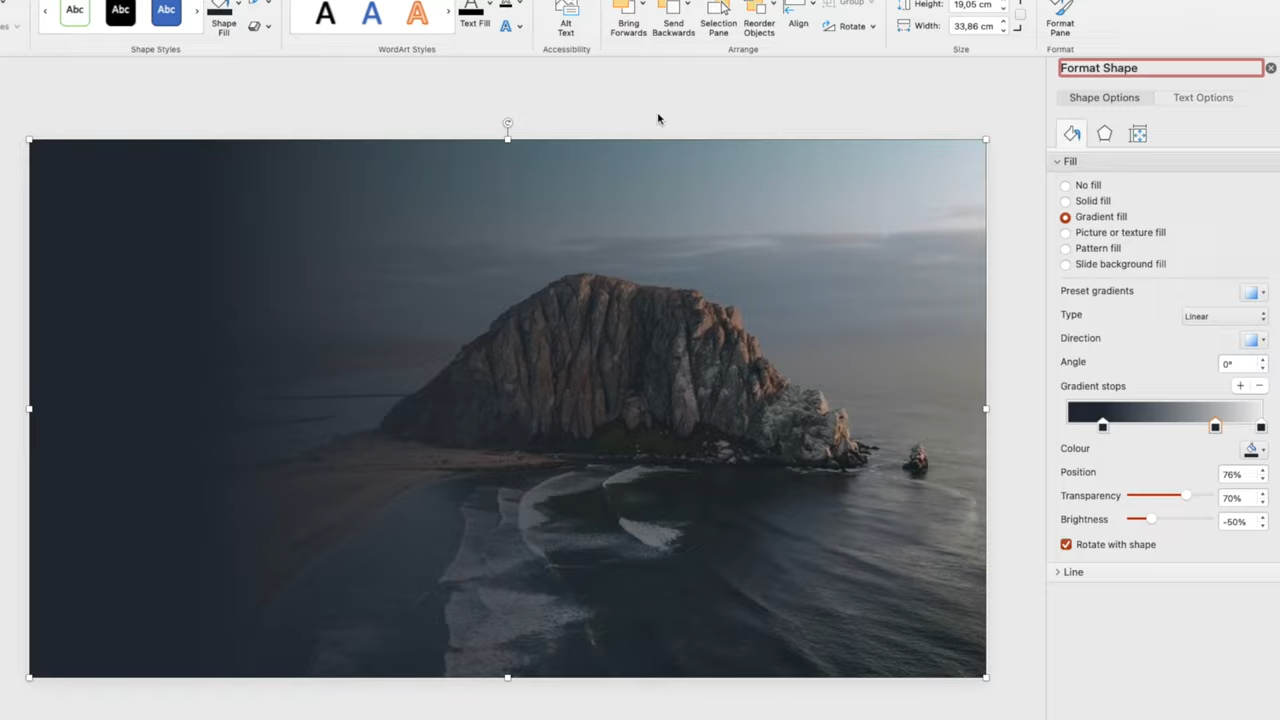 Abc Abc Abc
Shape
Fill
Shape Styles
A A A
Text Fill
A
WordArt Styles
Alt
Text
Accessibility
Bring
Forwards
Send
Backwards
Selection
Pane
Reorder
Objects
Align
Group
Rotate
Arrange
Height: 19,05 cm
Width: 33,86 cm
Size
Format
Pane
Format
Format Shape
Shape Options Text Options
Fill
No fill
Solid fill
Gradient fill
Picture or texture fill
Pattern fill
Slide background fill
Preset gradients
Type Linear
Direction
Angle 0°
Gradient stops + −
Colour
Position 76%
Transparency 70%
Brightness -50%
Rotate with shape
Line